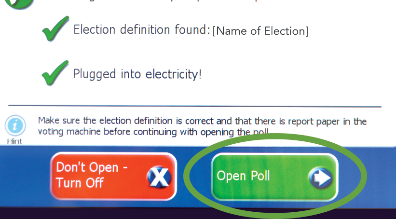 Election definition found: [Name of Election]
Plugged into electricity!
Make sure the election definition is correct and that there is report paper in the
voting machine before continuing with opening the poll
Hint
Don't Open -
Turn Off
X
Open Poll